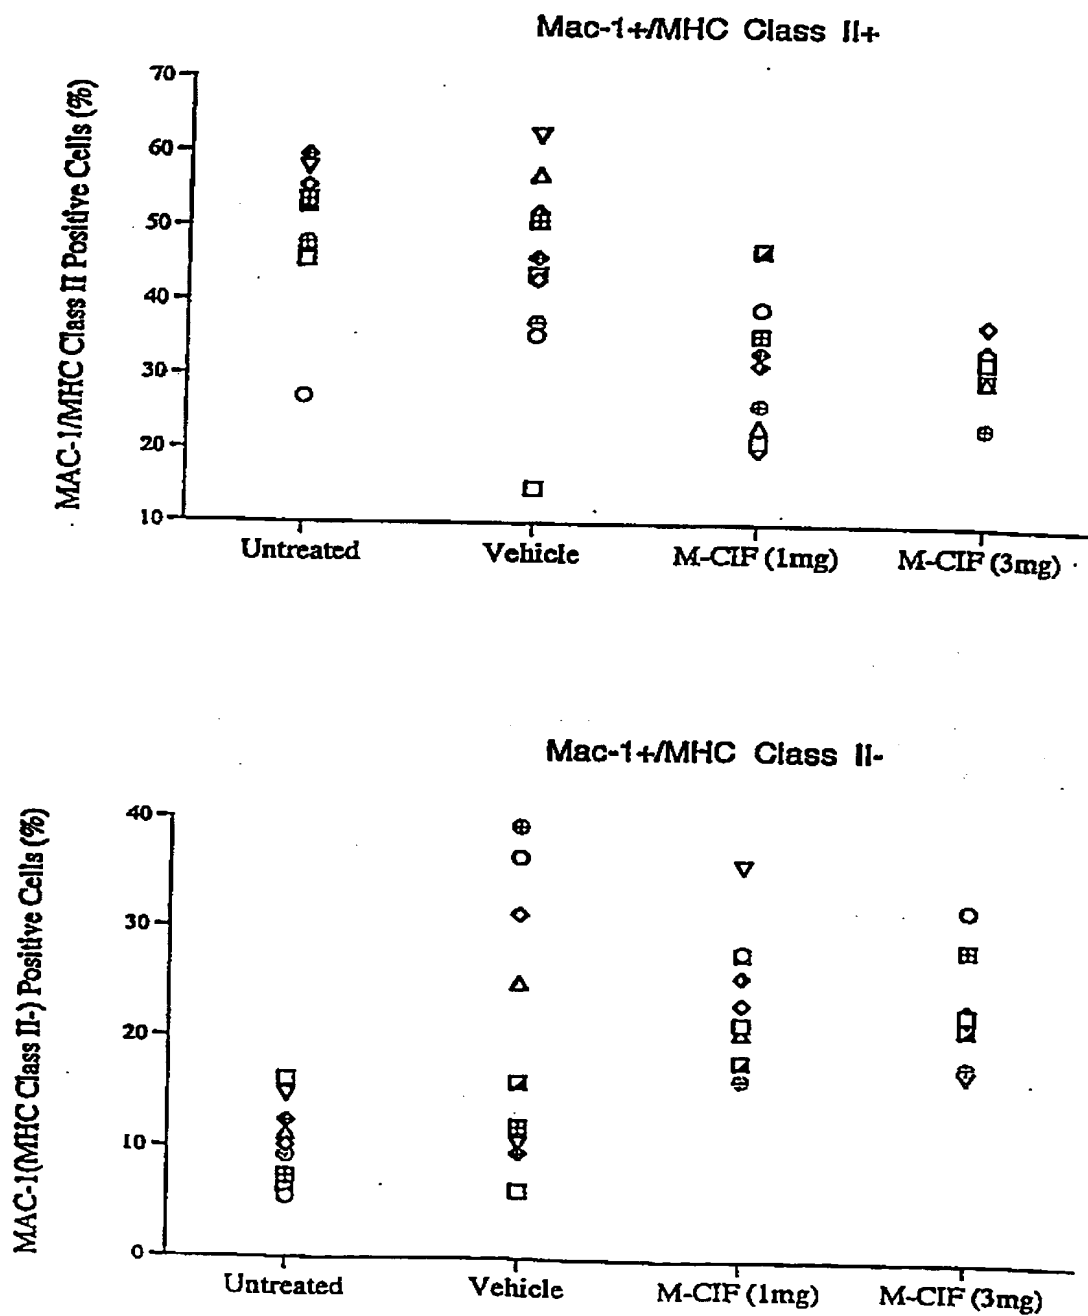 Mac-1+/MHC Class II+
MAC-1/MHC Class II Positive Cells (%)
70
60
50
40
30
20
10
Untreated Vehicle M-CIF (1mg) M-CIF (3mg)
Mac-1+/MHC Class II-
MAC-1(MHC Class II-) Positive Cells (%)
40
30
20
10
0
Untreated Vehicle M-CIF (1mg) M-CIF (3mg)